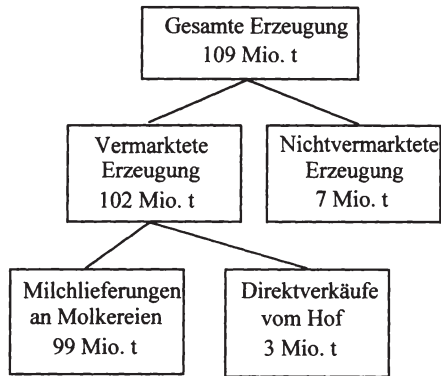 Gesamte Erzeugung
109 Mio. t
Vermarktete
Erzeugung
102 Mio. t
Nichtvermarktete
Erzeugung
7 Mio. t
Milchlieferungen
an Molkereien
99 Mio. t
Direktverkäufe
vom Hof
3 Mio. t